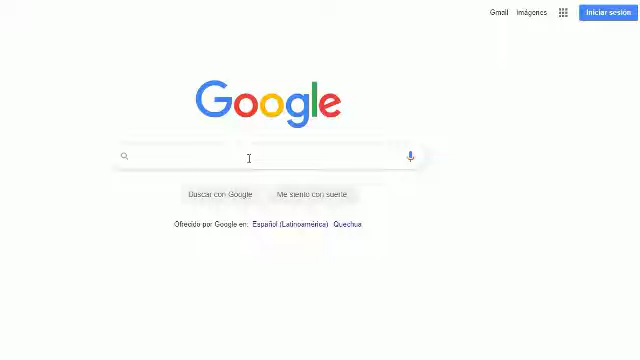 Gmail Imágenes Iniciar sesión
Google
Buscar con Google Me siento con suerte
Ofrecido por Google en: Español (Latinoamérica) Quechua